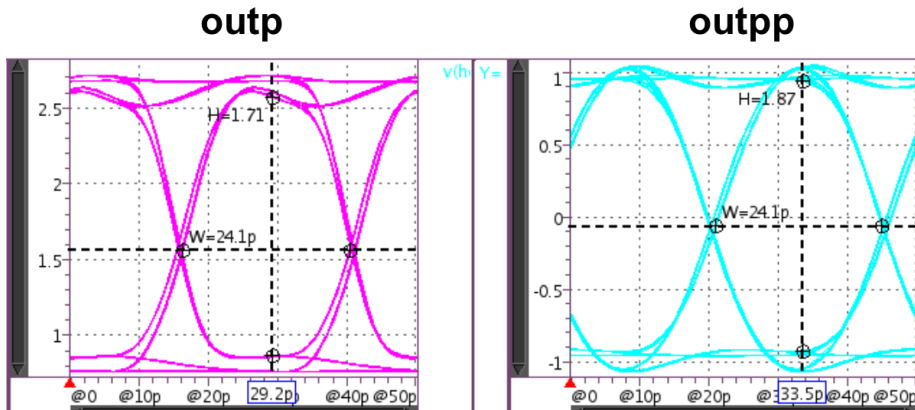 outp
outpp
2.5
2
1.5
1
H=1.71
W=24.1p
@0
@10p
@20p
29.2p
@40p
@50p
v(h
Y=
1
0.5
0
-0.5
-1
H=1.87
W=24.1p
@0
@10p
@20p
33.5p
@40p
@50p